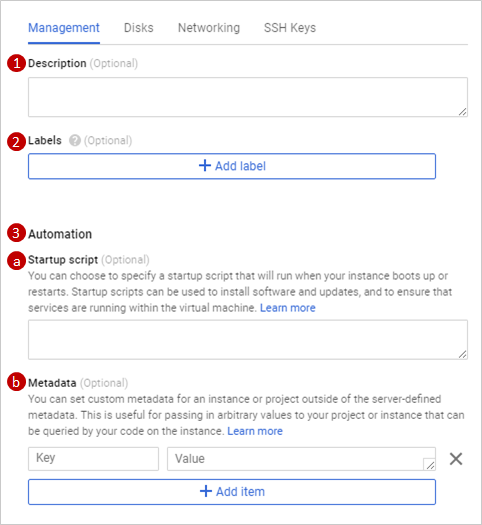 Management Disks Networking SSH Keys
1 Description (Optional)
2 Labels ? (Optional)
+ Add label
3 Automation
a Startup script (Optional)
You can choose to specify a startup script that will run when your instance boots up or
restarts. Startup scripts can be used to install software and updates, and to ensure that
services are running within the virtual machine. Learn more
b Metadata (Optional)
You can set custom metadata for an instance or project outside of the server-defined
metadata. This is useful for passing in arbitrary values to your project or instance that can
be queried by your code on the instance. Learn more
Key Value
+ Add item